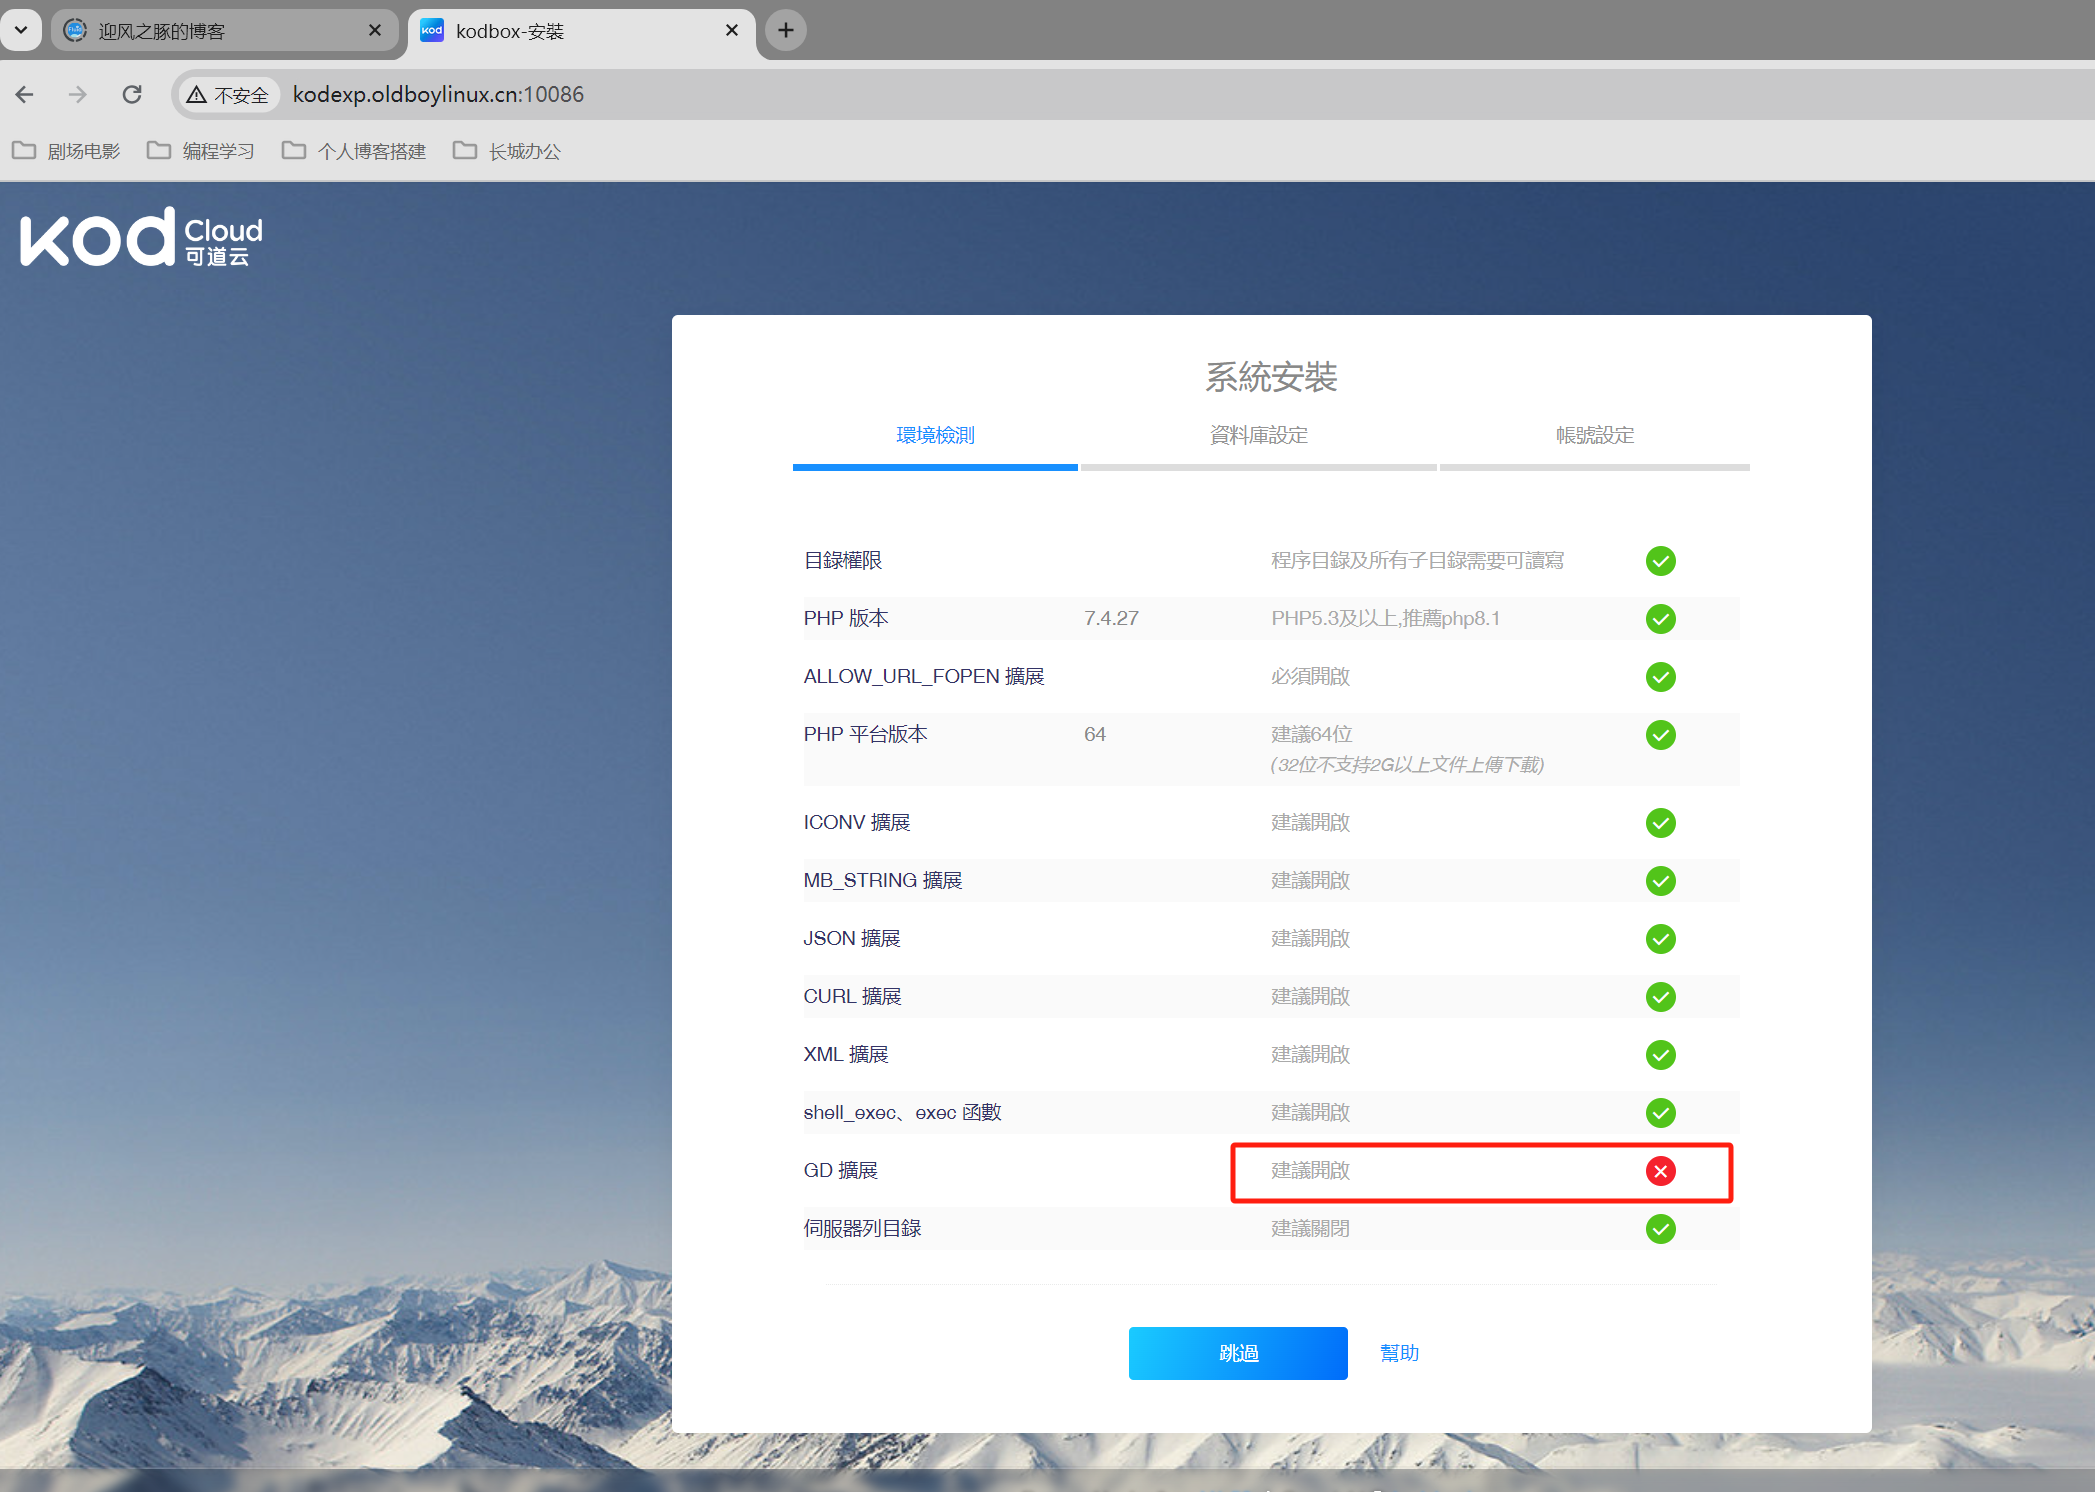 迎风之豚的博客
kod
kodbox-安裝
不安全
kodexp.oldboylinux.cn:10086
剧场电影
编程学习
个人博客搭建
长城办公
kod Cloud
可道云
系統安裝
環境檢測
資料庫設定
帳號設定
目錄權限 程序目錄及所有子目錄需要可讀寫
PHP 版本 7.4.27 PHP5.3及以上,推薦php8.1
ALLOW_URL_FOPEN 擴展 必須開啟
PHP 平台版本 64 建議64位
(32位不支持2G以上文件上傳下載)
ICONV 擴展 建議開啟
MB_STRING 擴展 建議開啟
JSON 擴展 建議開啟
CURL 擴展 建議開啟
XML 擴展 建議開啟
shell_exec、exec 函數 建議開啟
GD 擴展 建議開啟
伺服器列目錄 建議關閉
跳過
幫助